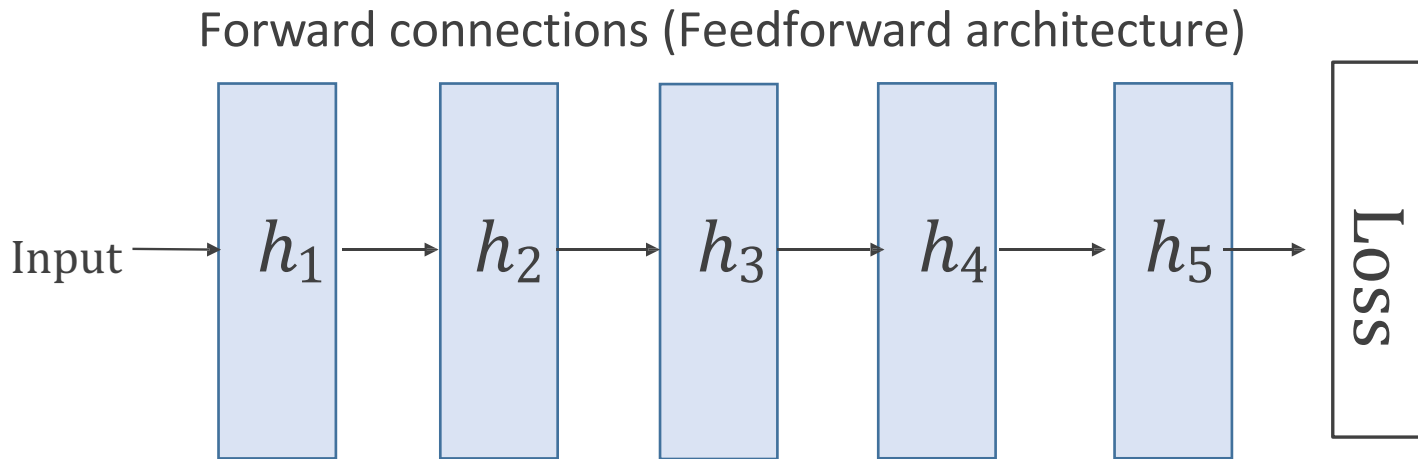 Forward connections (Feedforward architecture)
Input
h₁
h₂
h₃
h₄
h₅
Loss